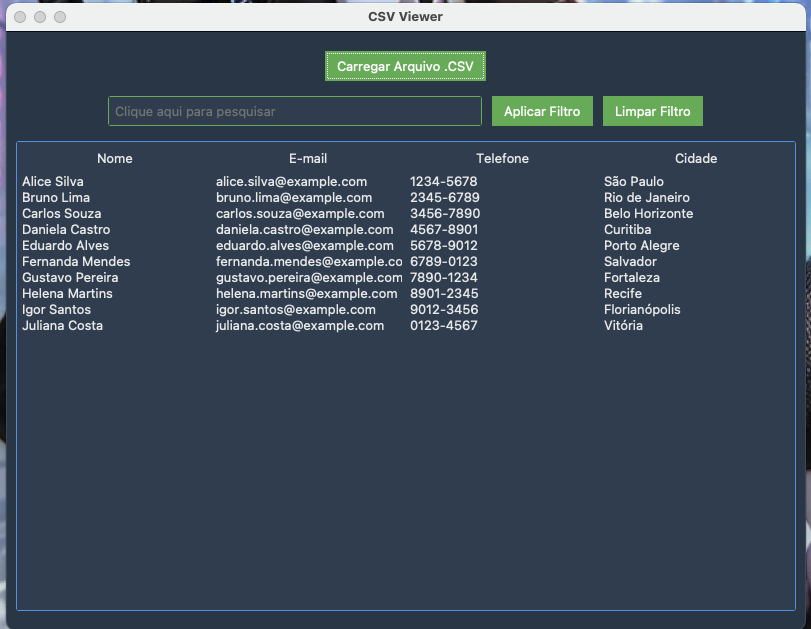 CSV Viewer
Carregar Arquivo .CSV
Clique aqui para pesquisar Aplicar Filtro Limpar Filtro
Nome E-mail Telefone Cidade
Alice Silva alice.silva@example.com 1234-5678 São Paulo
Bruno Lima bruno.lima@example.com 2345-6789 Rio de Janeiro
Carlos Souza carlos.souza@example.com 3456-7890 Belo Horizonte
Daniela Castro daniela.castro@example.com 4567-8901 Curitiba
Eduardo Alves eduardo.alves@example.com 5678-9012 Porto Alegre
Fernanda Mendes fernanda.mendes@example.co 6789-0123 Salvador
Gustavo Pereira gustavo.pereira@example.com 7890-1234 Fortaleza
Helena Martins helena.martins@example.com 8901-2345 Recife
Igor Santos igor.santos@example.com 9012-3456 Florianópolis
Juliana Costa juliana.costa@example.com 0123-4567 Vitória